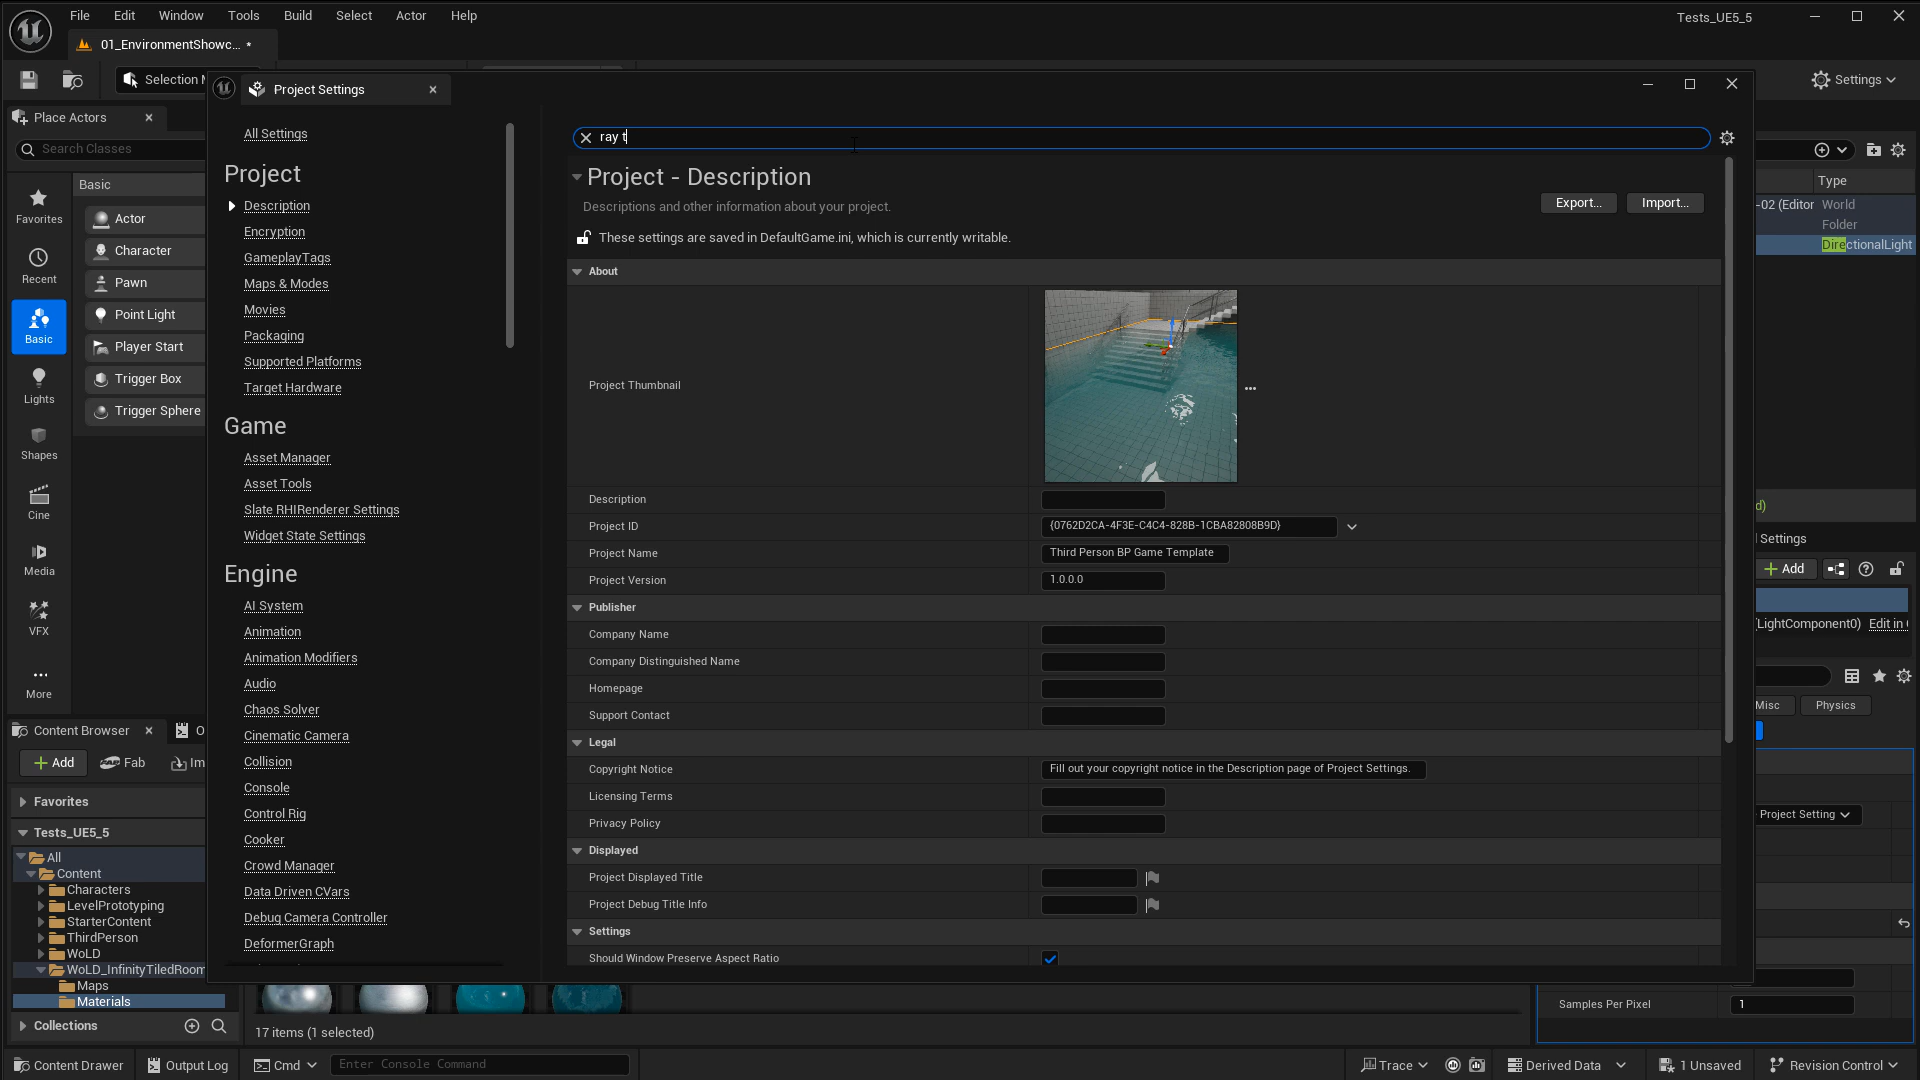 File Edit Window Tools Build Select Actor Help
Tests_UE5_5
01_EnvironmentShowc... •
Selection M
Settings
Place Actors
Search Classes
Favorites
Recent
Basic
Lights
Shapes
Cine
Media
VFX
More
Basic
Actor
Character
Pawn
Point Light
Player Start
Trigger Box
Trigger Sphere
Project Settings
All Settings
Project
Description
Encryption
GameplayTags
Maps & Modes
Movies
Packaging
Supported Platforms
Target Hardware
Game
Asset Manager
Asset Tools
Slate RHIRenderer Settings
Widget State Settings
Engine
AI System
Animation
Animation Modifiers
Audio
Chaos Solver
Cinematic Camera
Collision
Console
Control Rig
Cooker
Crowd Manager
Data Driven CVars
Debug Camera Controller
DeformerGraph
ray t
Project - Description
Descriptions and other information about your project.
Export... Import...
These settings are saved in DefaultGame.ini, which is currently writable.
About
Project Thumbnail
Description
Project ID {0762D2CA-4F3E-C4C4-828B-1CBA82808B9D}
Project Name Third Person BP Game Template
Project Version 1.0.0.0
Publisher
Company Name
Company Distinguished Name
Homepage
Support Contact
Legal
Copyright Notice Fill out your copyright notice in the Description page of Project Settings.
Licensing Terms
Privacy Policy
Displayed
Project Displayed Title
Project Debug Title Info
Settings
Should Window Preserve Aspect Ratio
Type
-02 (Editor World
Folder
DirectionalLight
d)
Settings
Add
(LightComponent0) Edit in
Misc Physics
Project Setting
Samples Per Pixel 1
Content Browser O
Add Fab Im
Favorites
Tests_UE5_5
All
Content
Characters
LevelPrototyping
StarterContent
ThirdPerson
WoLD
WoLD_InfinityTiledRoom
Maps
Materials
Collections
17 items (1 selected)
Content Drawer Output Log Cmd Enter Console Command Trace Derived Data 1 Unsaved Revision Control